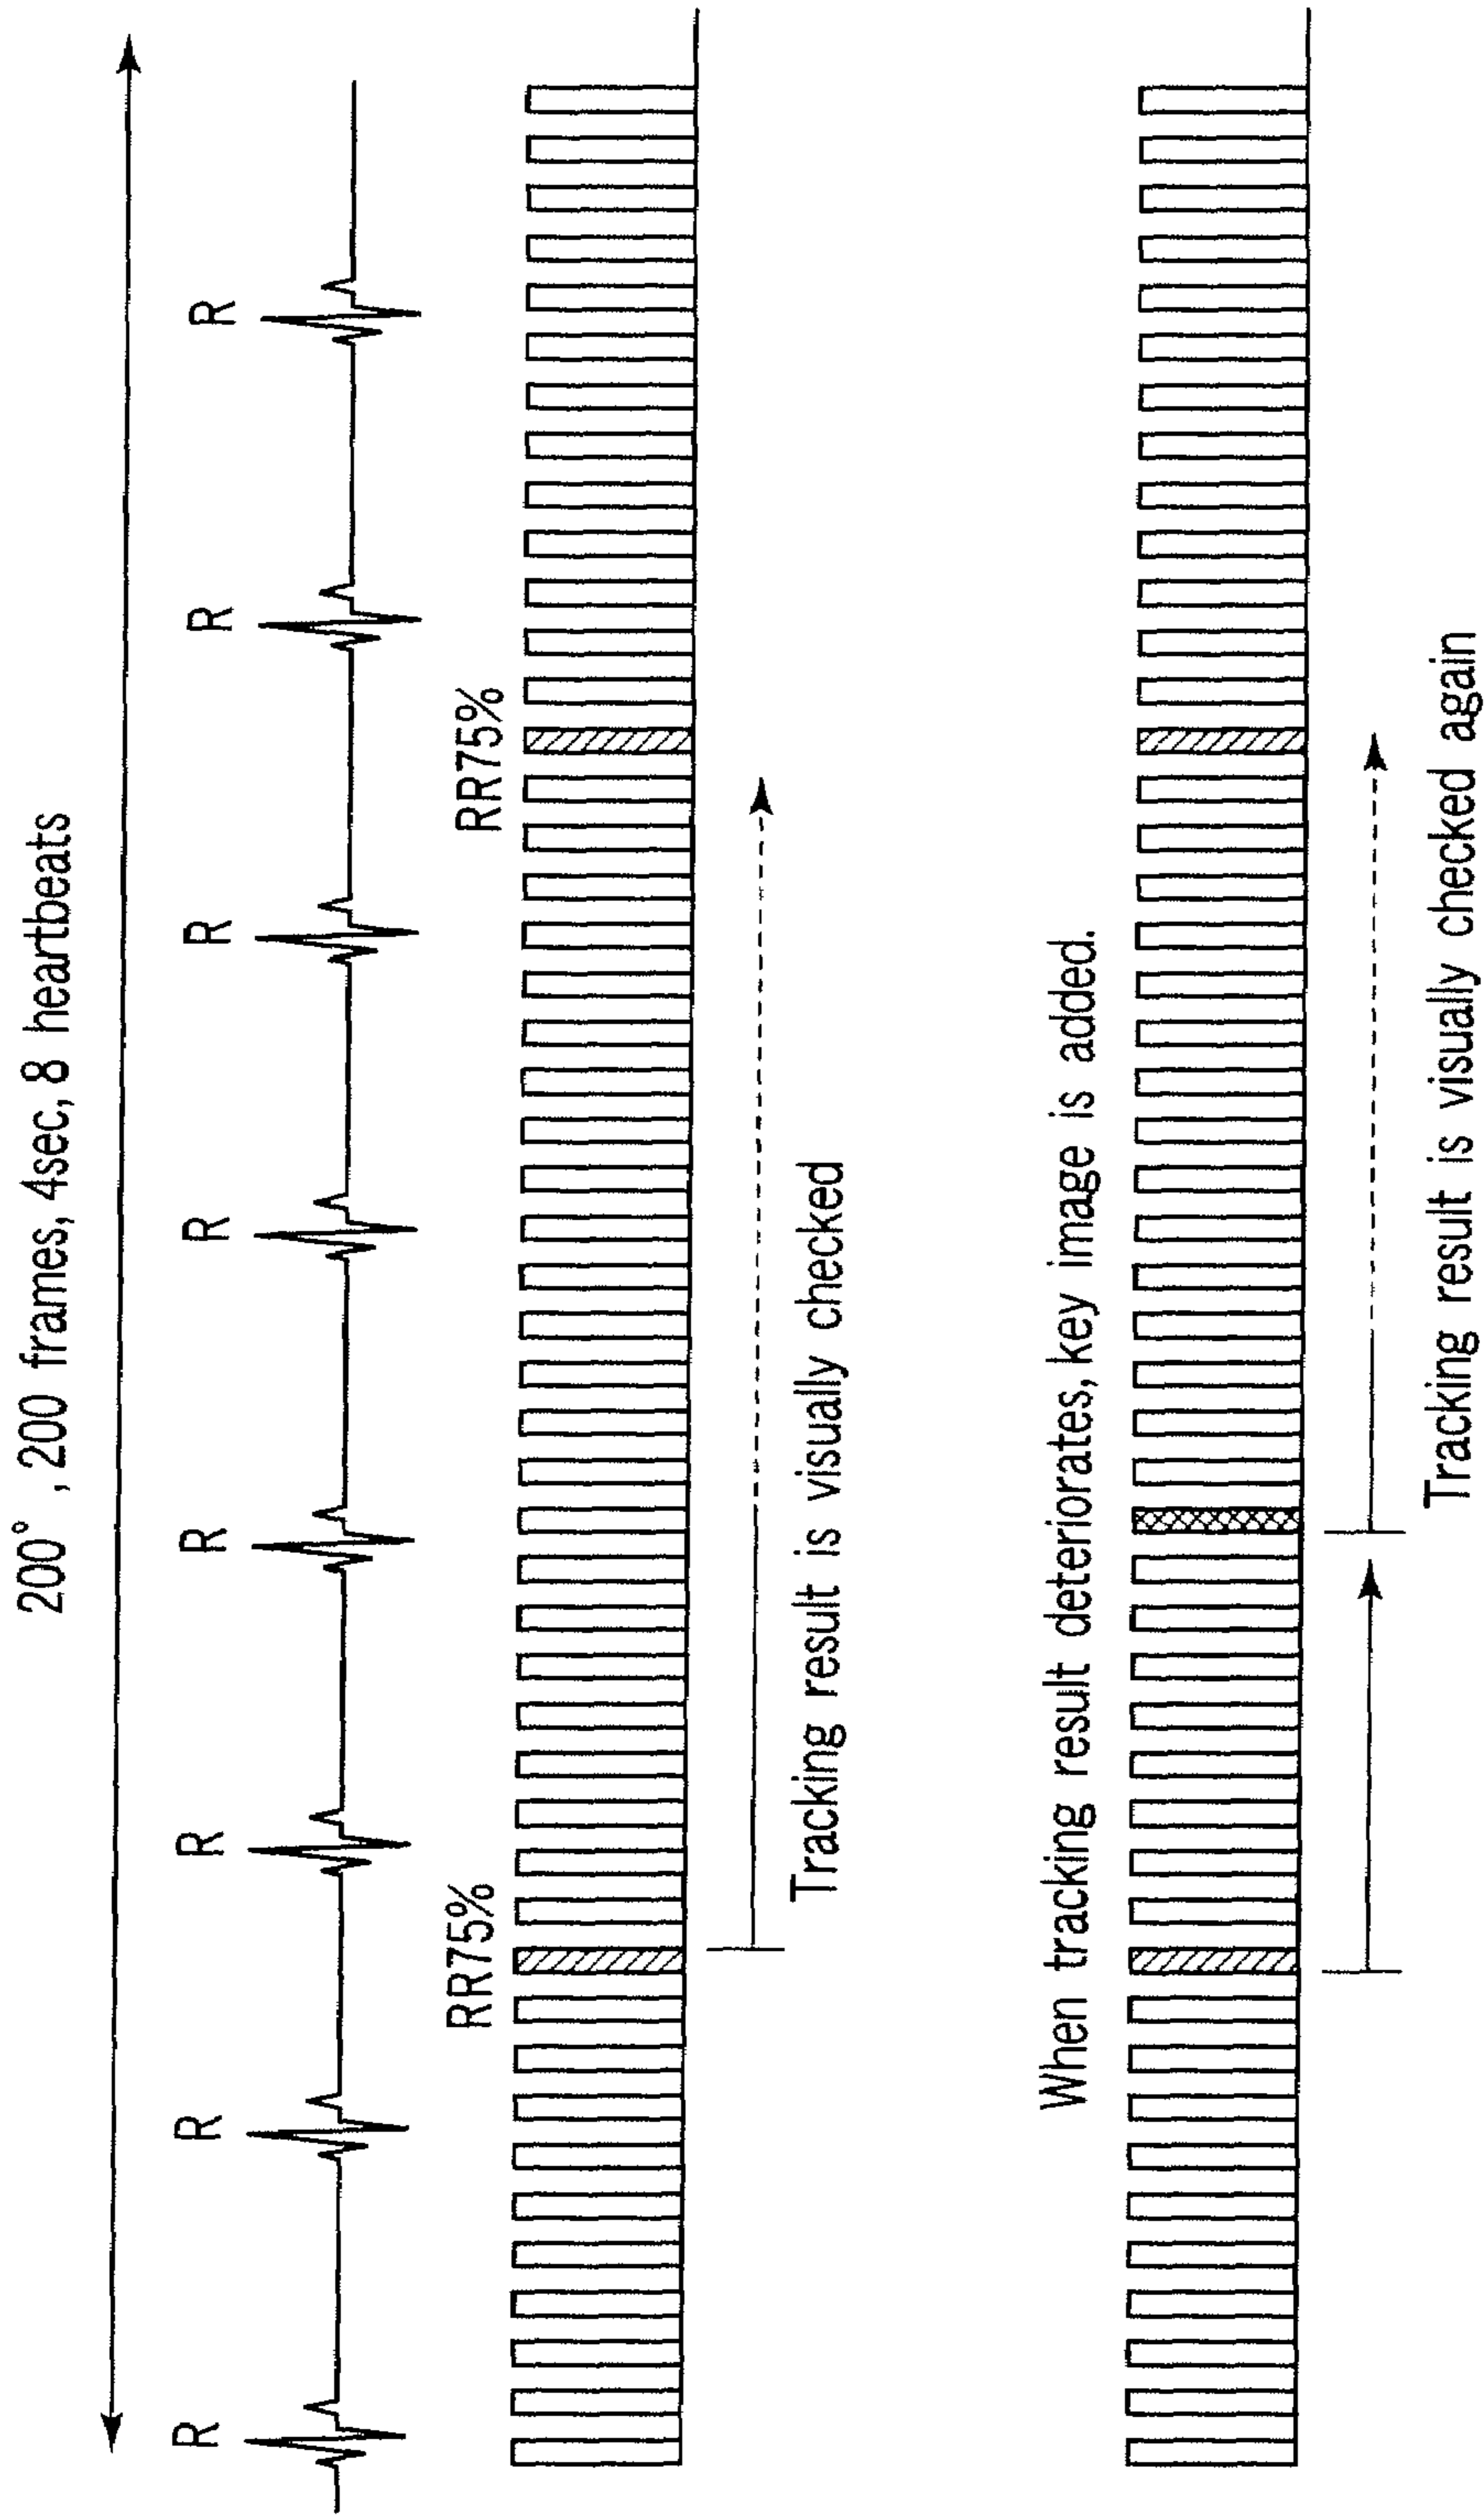 200°, 200 frames, 4sec, 8 heartbeats
R R R R R R R R
RR75% RR75%
Tracking result is visually checked
When tracking result deteriorates, key image is added.
Tracking result is visually checked again